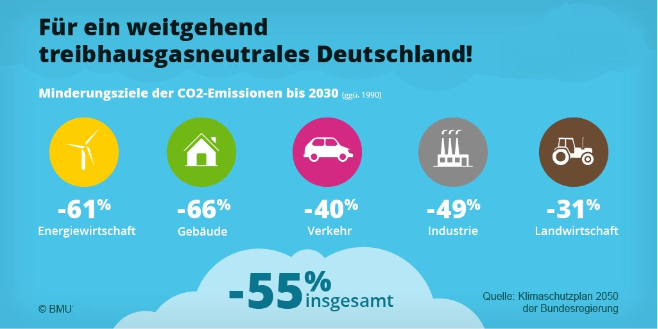 Für ein weitgehend
treibhausgasneutrales Deutschland!
Minderungsziele der CO2-Emissionen bis 2030 (ggü. 1990)
-61% -66% -40% -49% -31%
Energiewirtschaft Gebäude Verkehr Industrie Landwirtschaft
-55% insgesamt
Quelle: Klimaschutzplan 2050
© BMU der Bundesregierung